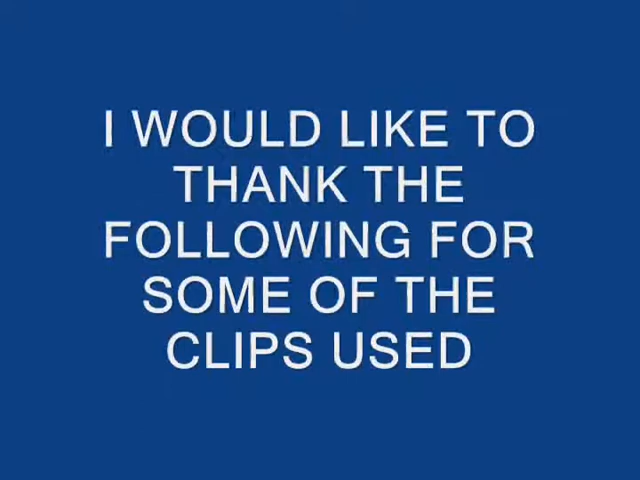 I WOULD LIKE TO
THANK THE
FOLLOWING FOR
SOME OF THE
CLIPS USED